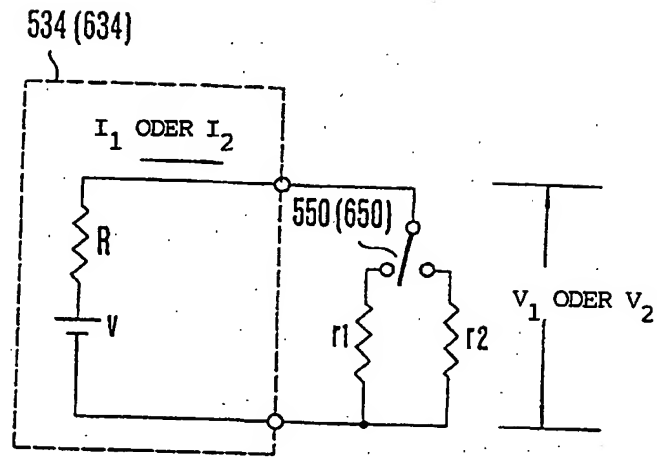 534 (634)
I1 ODER I2
550 (650)
R
V
r1
r2
V1 ODER V2